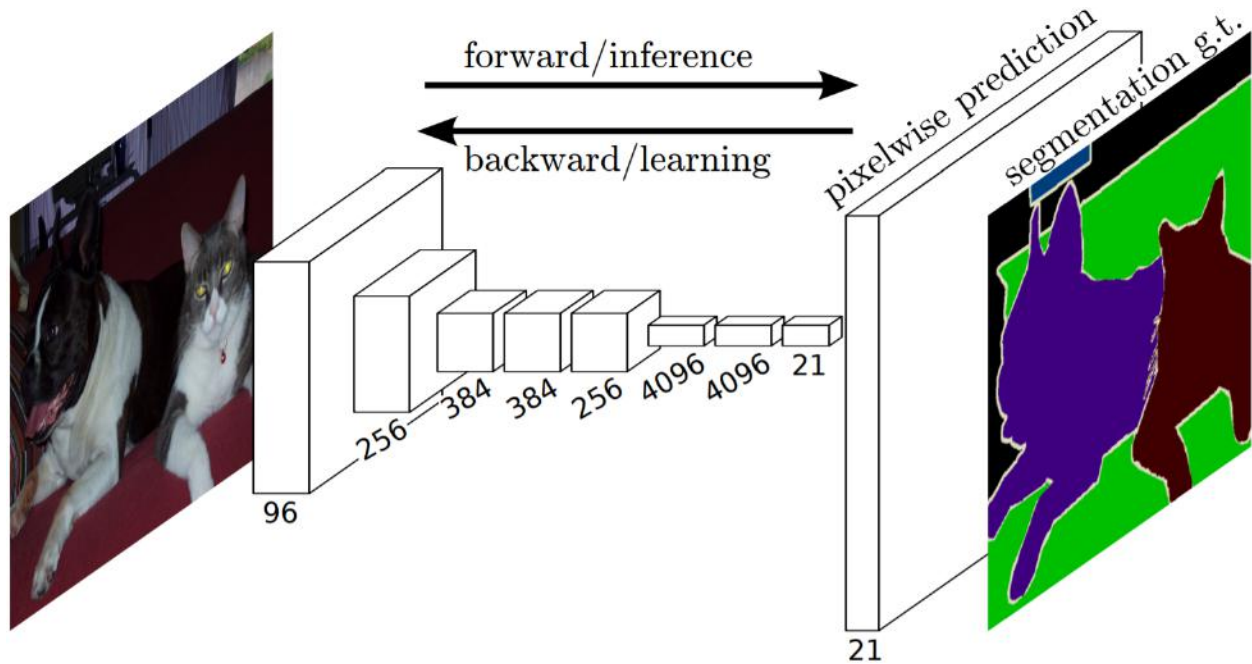 forward/inference
backward/learning
pixelwise prediction
segmentation g.t.
96
256
384
384
256
4096
4096
21
21